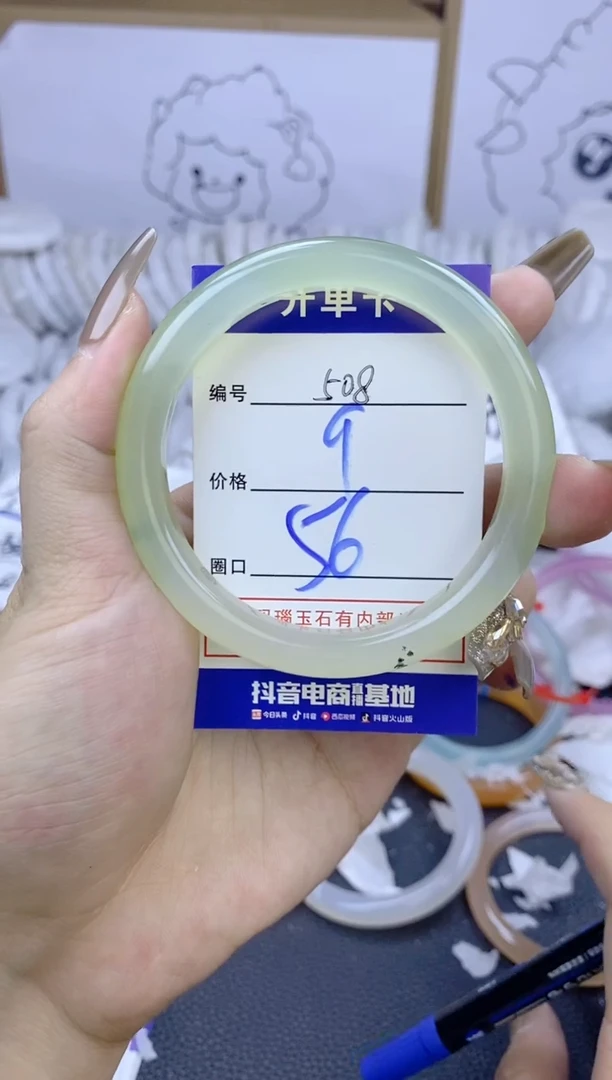 开单卡
编号 508
价格 9
圈口 56
瑙玉石有内部
抖音电商直播基地
今日头条 抖音 西瓜视频 抖音火山版